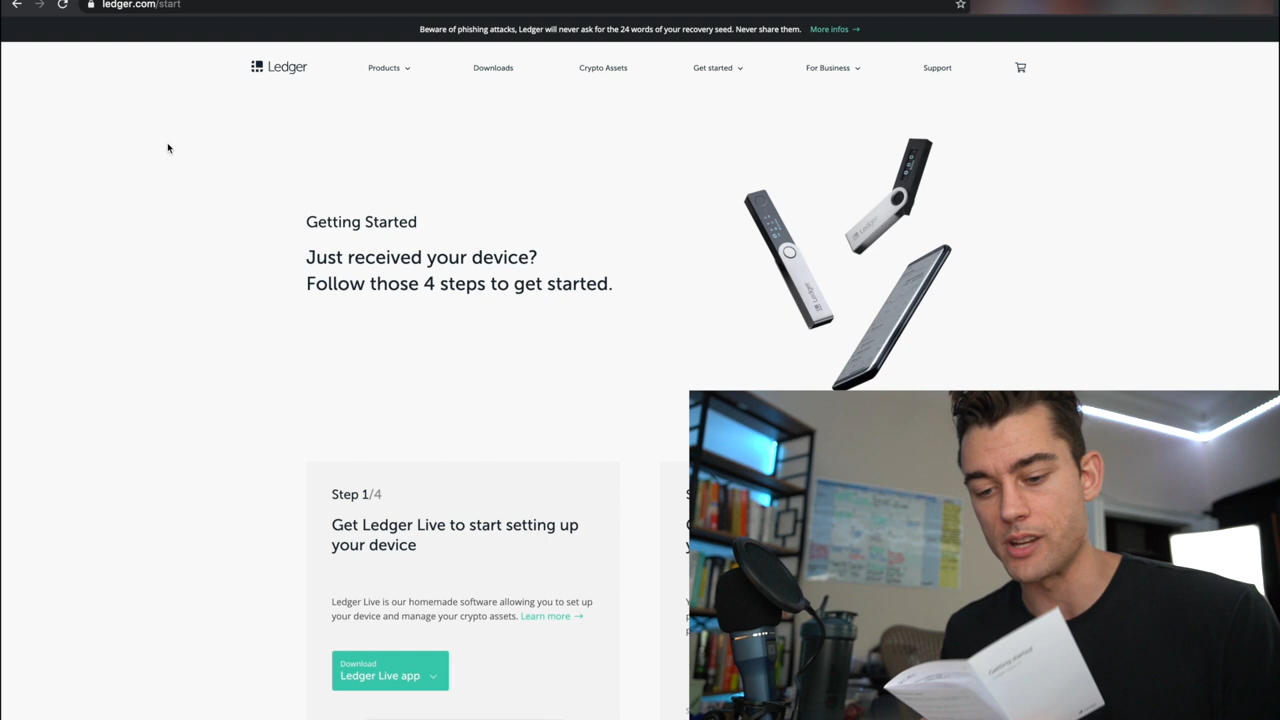 ledger.com/start
Beware of phishing attacks, Ledger will never ask for the 24 words of your recovery seed. Never share them. More infos →
Ledger
Products
Downloads
Crypto Assets
Get started
For Business
Support
Getting Started
Just received your device?
Follow those 4 steps to get started.
Ledger
Ledger
Step 1/4
Get Ledger Live to start setting up
your device
Ledger Live is our homemade software allowing you to set up
your device and manage your crypto assets. Learn more →
Download
Ledger Live app
Getting started